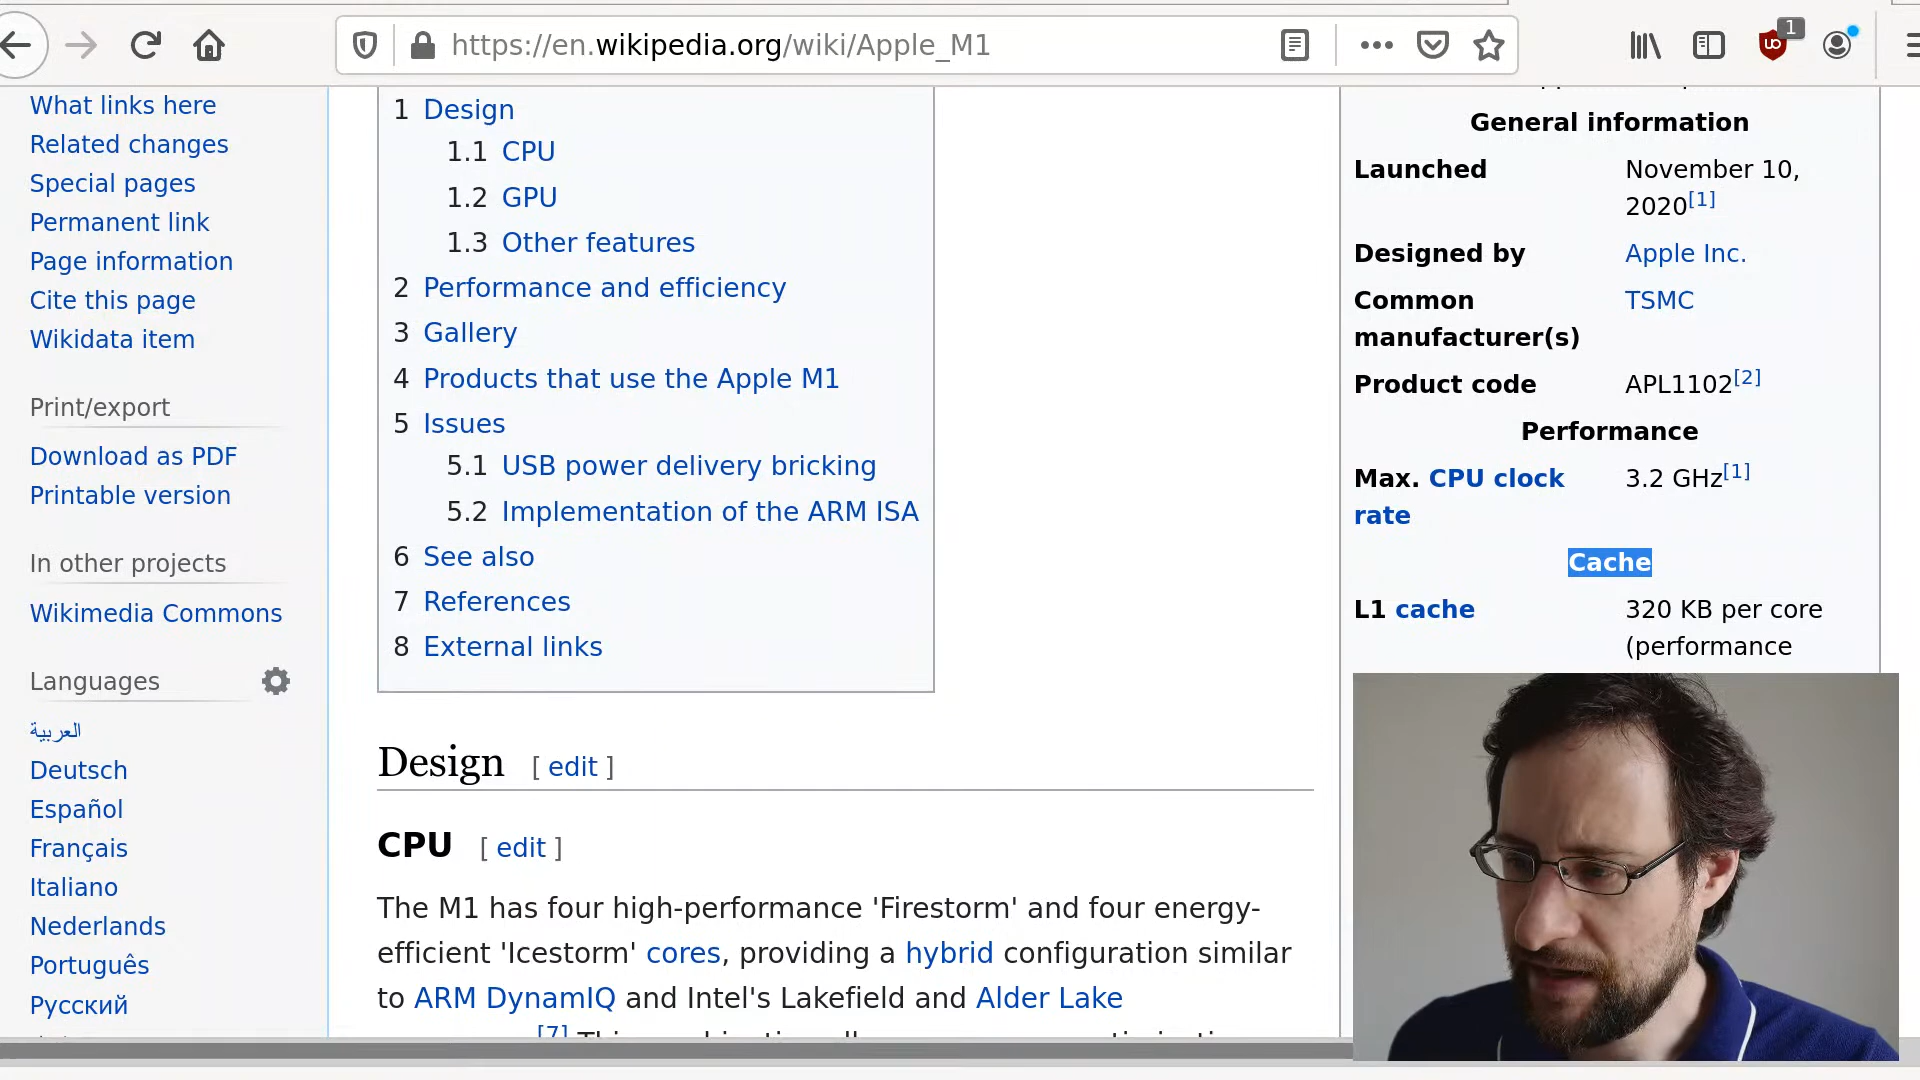 https://en.wikipedia.org/wiki/Apple_M1
1
What links here
Related changes
Special pages
Permanent link
Page information
Cite this page
Wikidata item
Print/export
Download as PDF
Printable version
In other projects
Wikimedia Commons
Languages
العربية
Deutsch
Español
Français
Italiano
Nederlands
Português
Русский
1 Design
1.1 CPU
1.2 GPU
1.3 Other features
2 Performance and efficiency
3 Gallery
4 Products that use the Apple M1
5 Issues
5.1 USB power delivery bricking
5.2 Implementation of the ARM ISA
6 See also
7 References
8 External links
Design [ edit ]
CPU [ edit ]
The M1 has four high-performance 'Firestorm' and four energy-
efficient 'Icestorm' cores, providing a hybrid configuration similar
to ARM DynamIQ and Intel's Lakefield and Alder Lake
[7]
General information
Launched November 10,
2020[1]
Designed by Apple Inc.
Common TSMC
manufacturer(s)
Product code APL1102[2]
Performance
Max. CPU clock 3.2 GHz[1]
rate
Cache
L1 cache 320 KB per core
(performance